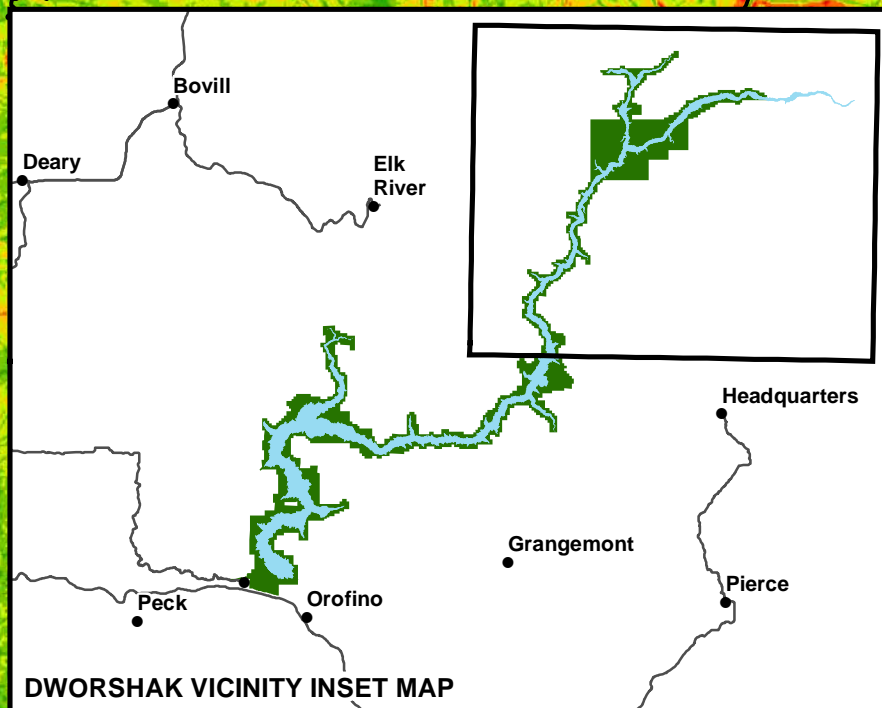 Bovill
Deary
Elk
River
Headquarters
Grangemont
Pierce
Peck
Orofino
DWORSHAK VICINITY INSET MAP